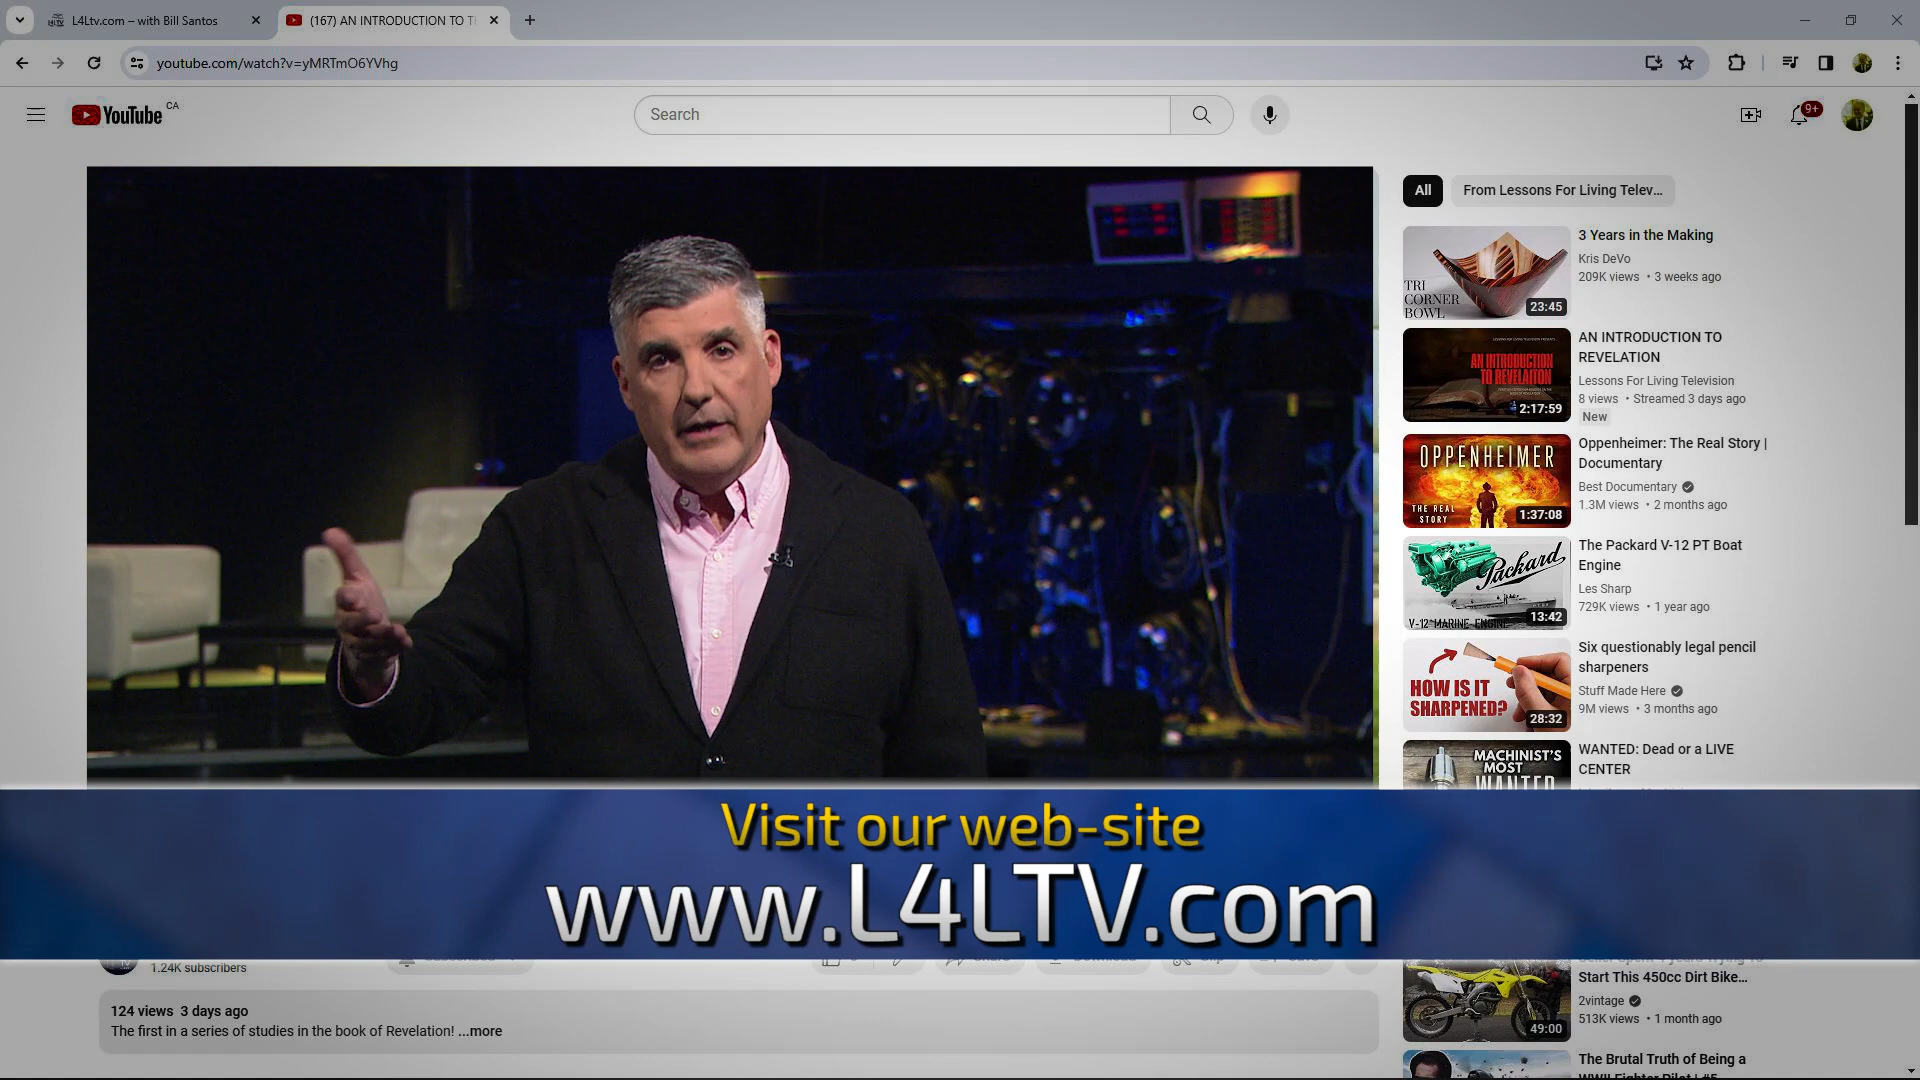 L4Ltv.com – with Bill Santos
(167) AN INTRODUCTION TO T
youtube.com/watch?v=yMRTmO6YVhg
YouTube CA
Search
9+
All
From Lessons For Living Telev...
TRI
CORNER
BOWL
23:45
3 Years in the Making
Kris DeVo
209K views • 3 weeks ago
AN INTRODUCTION
TO REVELAITON
2:17:59
AN INTRODUCTION TO
REVELATION
Lessons For Living Television
8 views • Streamed 3 days ago
New
OPPENHEIMER
THE REAL
STORY
1:37:08
Oppenheimer: The Real Story |
Documentary
Best Documentary
1.3M views • 2 months ago
Packard
V-12 MARINE ENGINE
13:42
The Packard V-12 PT Boat
Engine
Les Sharp
729K views • 1 year ago
HOW IS IT
SHARPENED?
28:32
Six questionably legal pencil
sharpeners
Stuff Made Here
9M views • 3 months ago
MACHINIST'S
MOST
WANTED
WANTED: Dead or a LIVE
CENTER
Visit our web-site
www.L4LTV.com
1.24K subscribers
124 views 3 days ago
The first in a series of studies in the book of Revelation! ...more
49:00
Start This 450cc Dirt Bike...
2vintage
513K views • 1 month ago
The Brutal Truth of Being a
WWII Fighter Pilot | #5